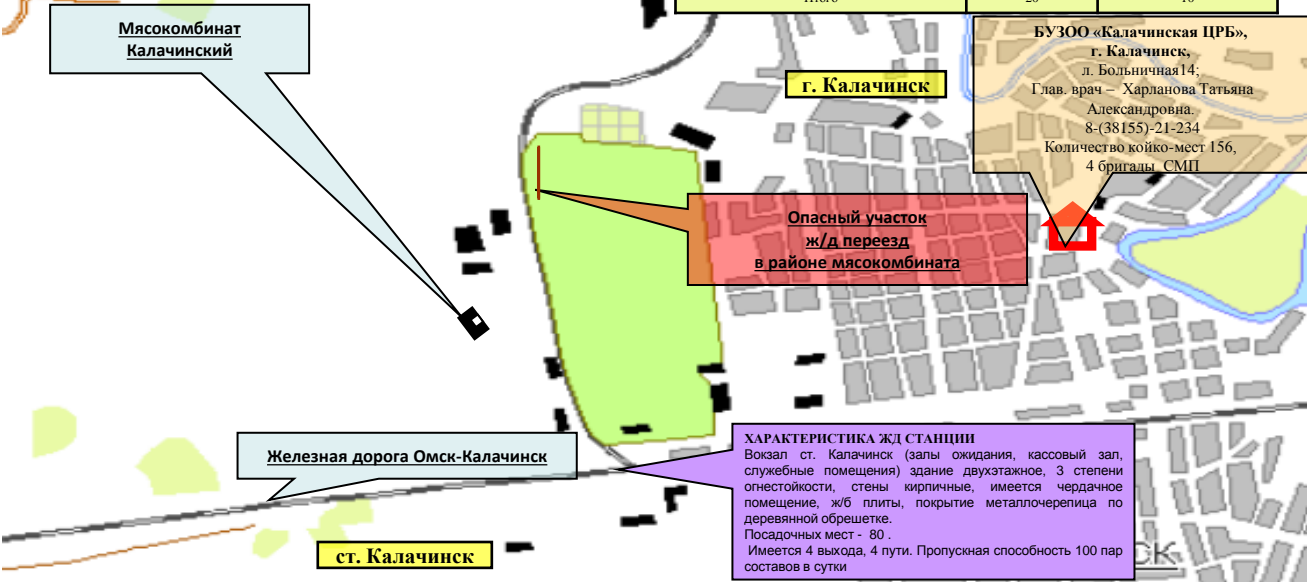 Итого 20 10
Мясокомбинат
Калачинский
г. Калачинск
БУЗОО «Калачинская ЦРБ»,
г. Калачинск,
л. Больничная14;
Глав. врач – Харланова Татьяна
Александровна.
8-(38155)-21-234
Количество койко-мест 156,
4 бригады СМП
Опасный участок
ж/д переезд
в районе мясокомбината
Железная дорога Омск-Калачинск
ХАРАКТЕРИСТИКА ЖД СТАНЦИИ
Вокзал ст. Калачинск (залы ожидания, кассовый зал,
служебные помещения) здание двухэтажное, 3 степени
огнестойкости, стены кирпичные, имеется чердачное
помещение, ж/б плиты, покрытие металлочерепица по
деревянной обрешетке.
Посадочных мест - 80 .
Имеется 4 выхода, 4 пути. Пропускная способность 100 пар
составов в сутки
ст. Калачинск
СК